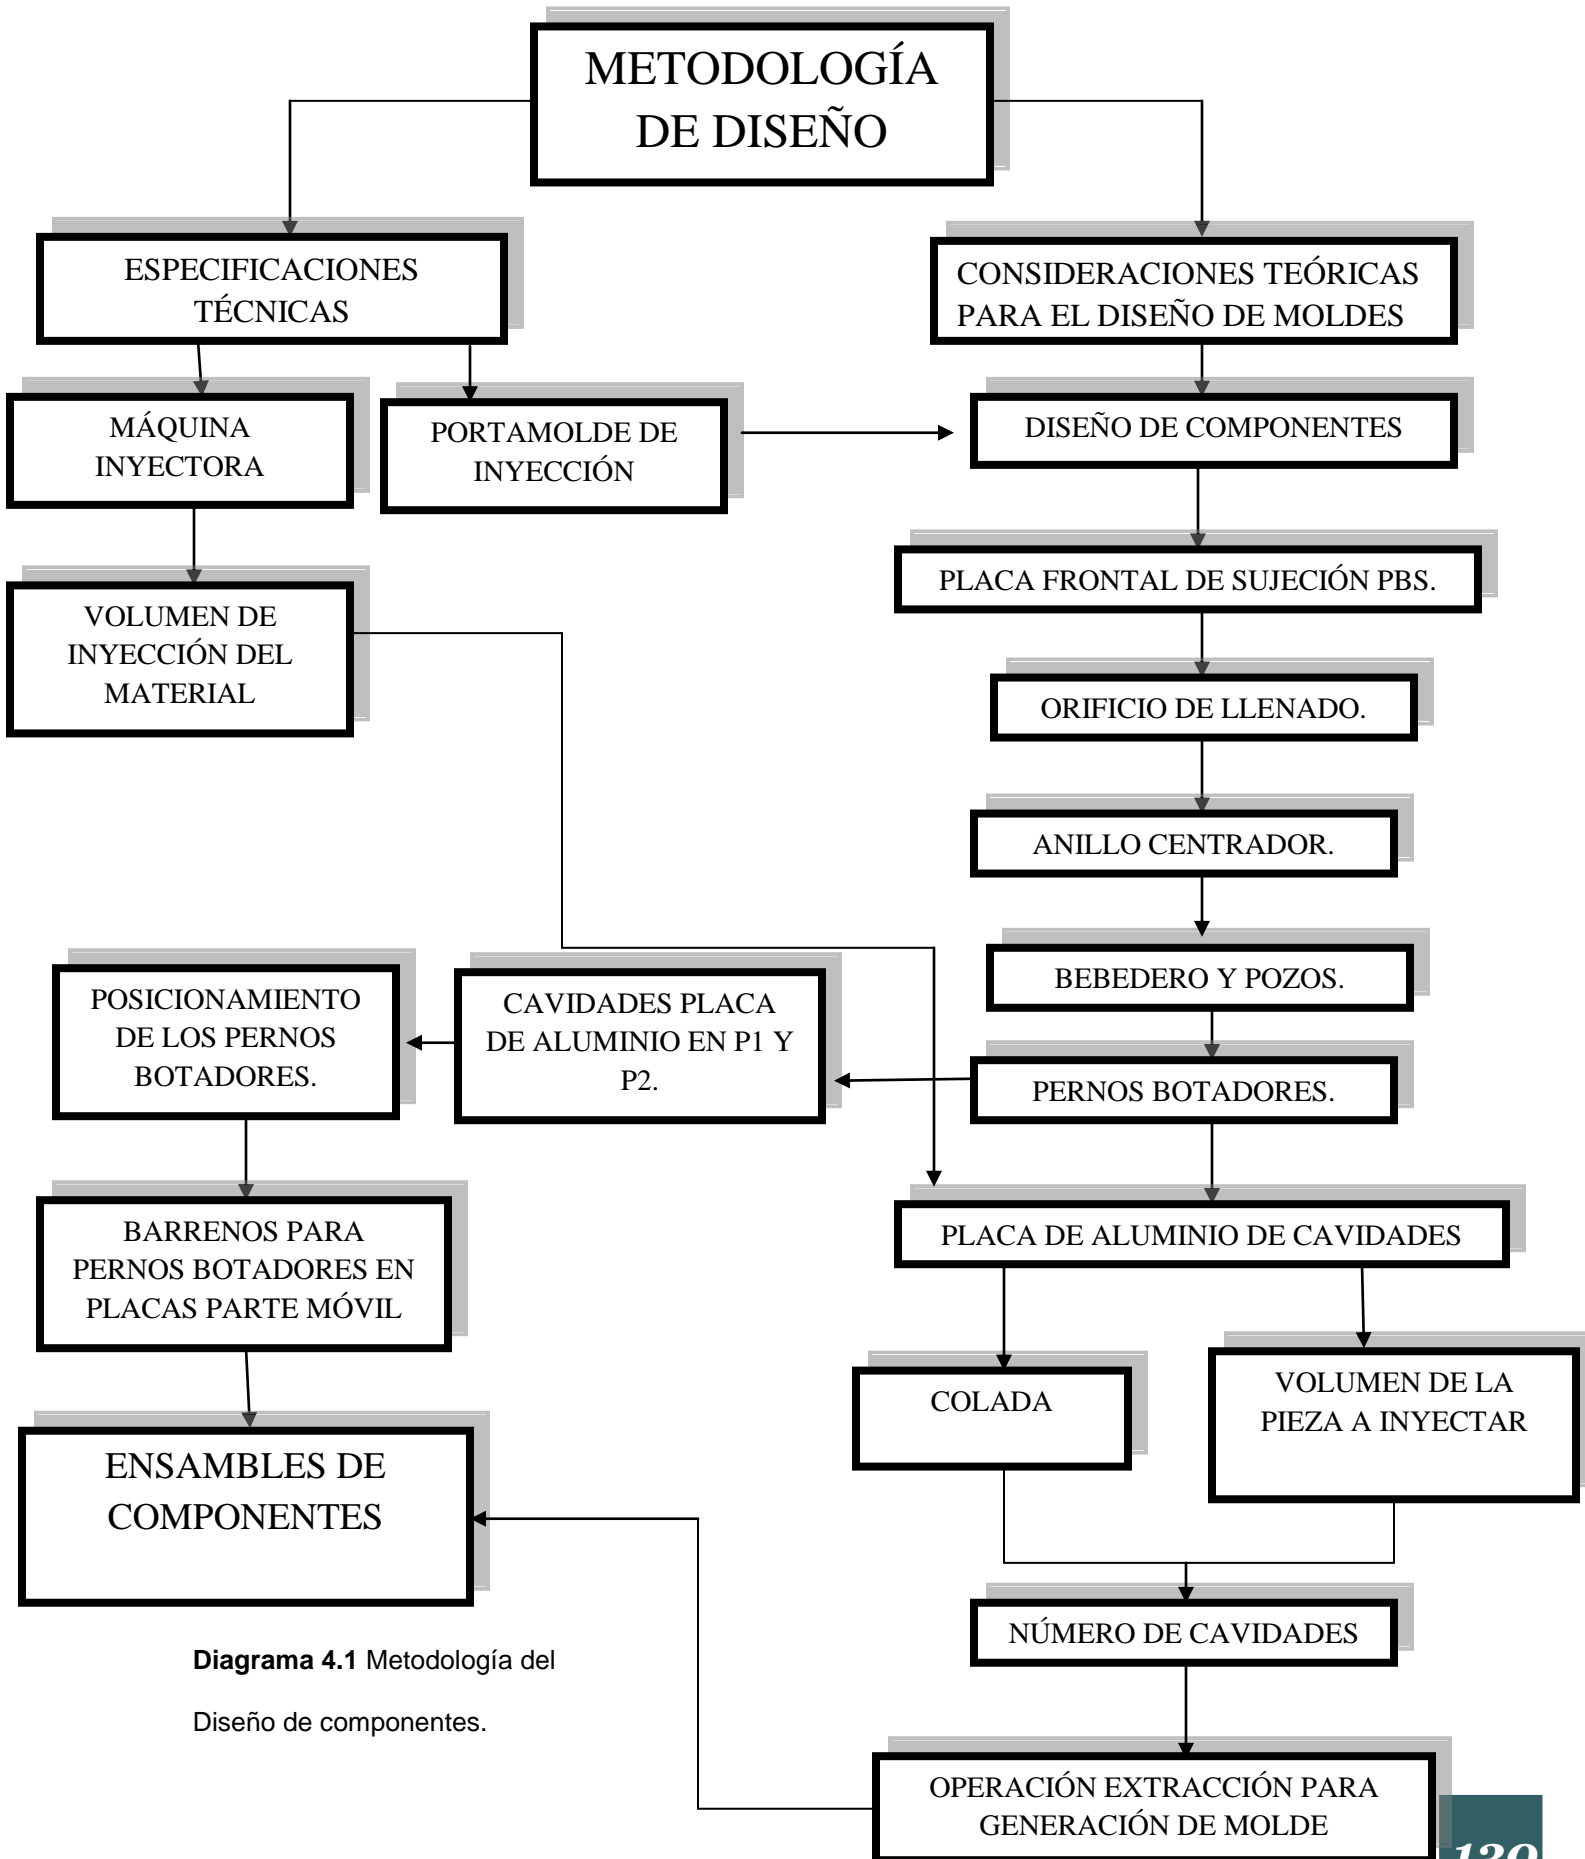 METODOLOGÍA
DE DISEÑO
ESPECIFICACIONES
TÉCNICAS
CONSIDERACIONES TEÓRICAS
PARA EL DISEÑO DE MOLDES
MÁQUINA
INYECTORA
PORTAMOLDE DE
INYECCIÓN
DISEÑO DE COMPONENTES
PLACA FRONTAL DE SUJECIÓN PBS.
VOLUMEN DE
INYECCIÓN DEL
MATERIAL
ORIFICIO DE LLENADO.
ANILLO CENTRADOR.
BEBEDERO Y POZOS.
POSICIONAMIENTO
DE LOS PERNOS
BOTADORES.
CAVIDADES PLACA
DE ALUMINIO EN P1 Y
P2.
PERNOS BOTADORES.
BARRENOS PARA
PERNOS BOTADORES EN
PLACAS PARTE MÓVIL
PLACA DE ALUMINIO DE CAVIDADES
COLADA
VOLUMEN DE LA
PIEZA A INYECTAR
ENSAMBLES DE
COMPONENTES
NÚMERO DE CAVIDADES
Diagrama 4.1 Metodología del
Diseño de componentes.
OPERACIÓN EXTRACCIÓN PARA
GENERACIÓN DE MOLDE